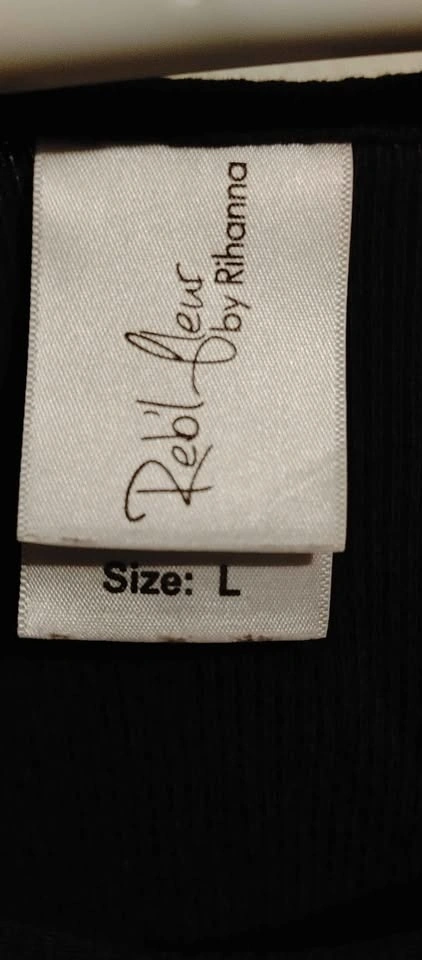 Reb'l fleur
by Rihanna
Size: L